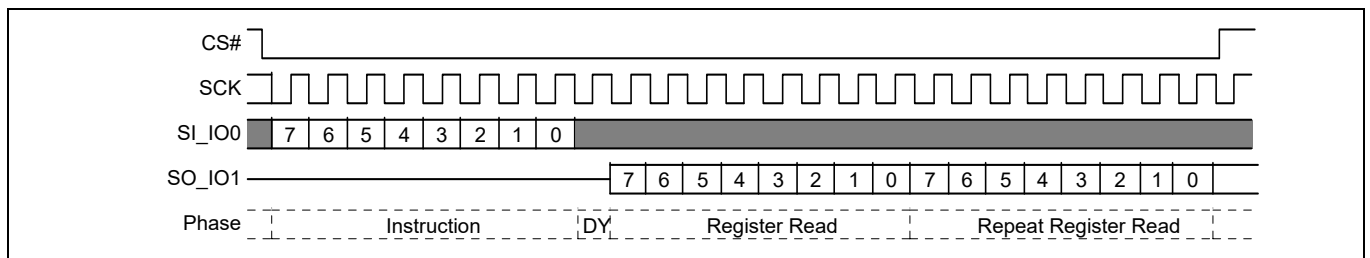 CS#
SCK
SI_IO0 7 6 5 4 3 2 1 0
SO_IO1 7 6 5 4 3 2 1 0 7 6 5 4 3 2 1 0
Phase Instruction DY Register Read Repeat Register Read